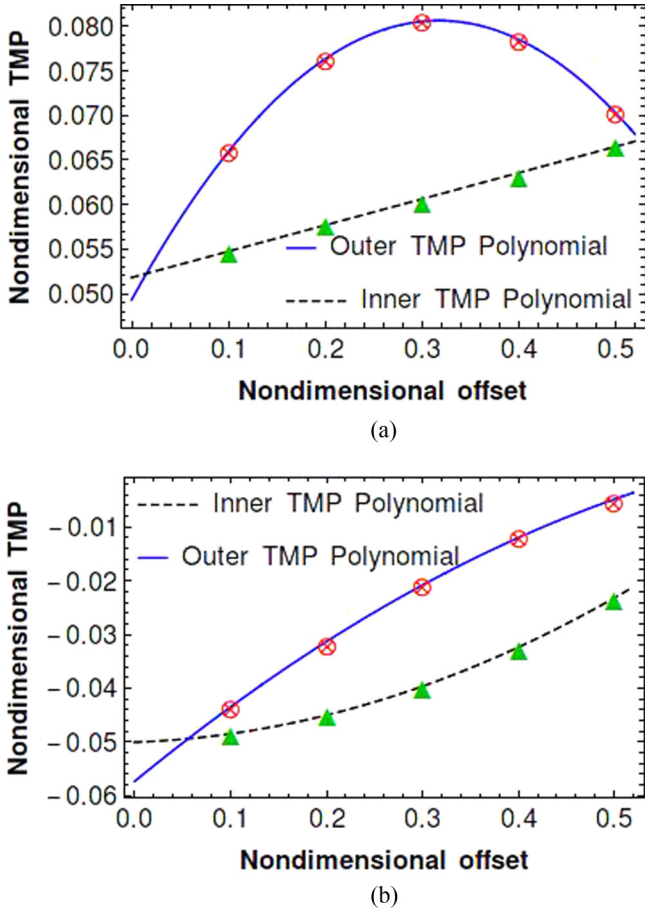 Nondimensional TMP
0.080
0.075
0.070
0.065
0.060
0.055
0.050
Outer TMP Polynomial
Inner TMP Polynomial
0.0 0.1 0.2 0.3 0.4 0.5
Nondimensional offset
(a)
Nondimensional TMP
Inner TMP Polynomial
Outer TMP Polynomial
−0.01
−0.02
−0.03
−0.04
−0.05
−0.06
0.0 0.1 0.2 0.3 0.4 0.5
Nondimensional offset
(b)